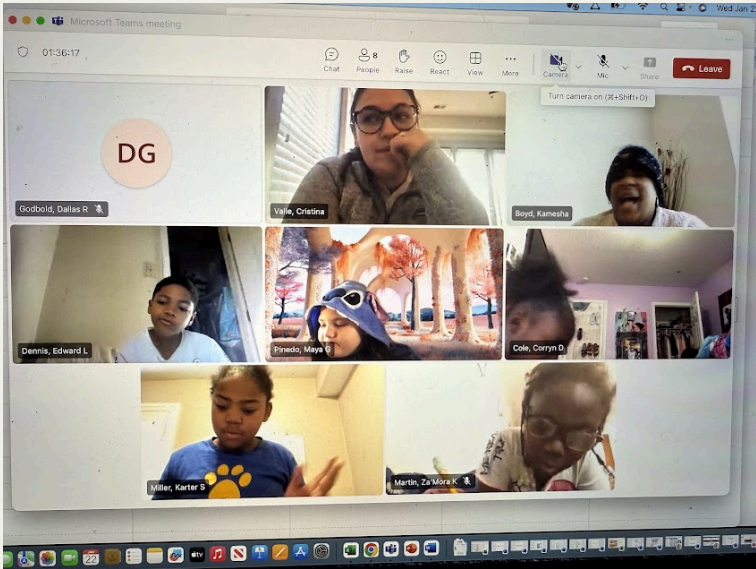 Wed Jan 2
Microsoft Teams meeting
01:36:17
8
Chat
People
Raise
React
View
More
Camera
Mic
Share
Leave
Turn camera on (⌘+Shift+O)
DG
Godbold, Dallas R
Valle, Cristina
Boyd, Kamesha
Dennis, Edward L
Pinedo, Maya G
Cole, Corryn D
Miller, Karter S
Martin, Za'Mora K
22
tv